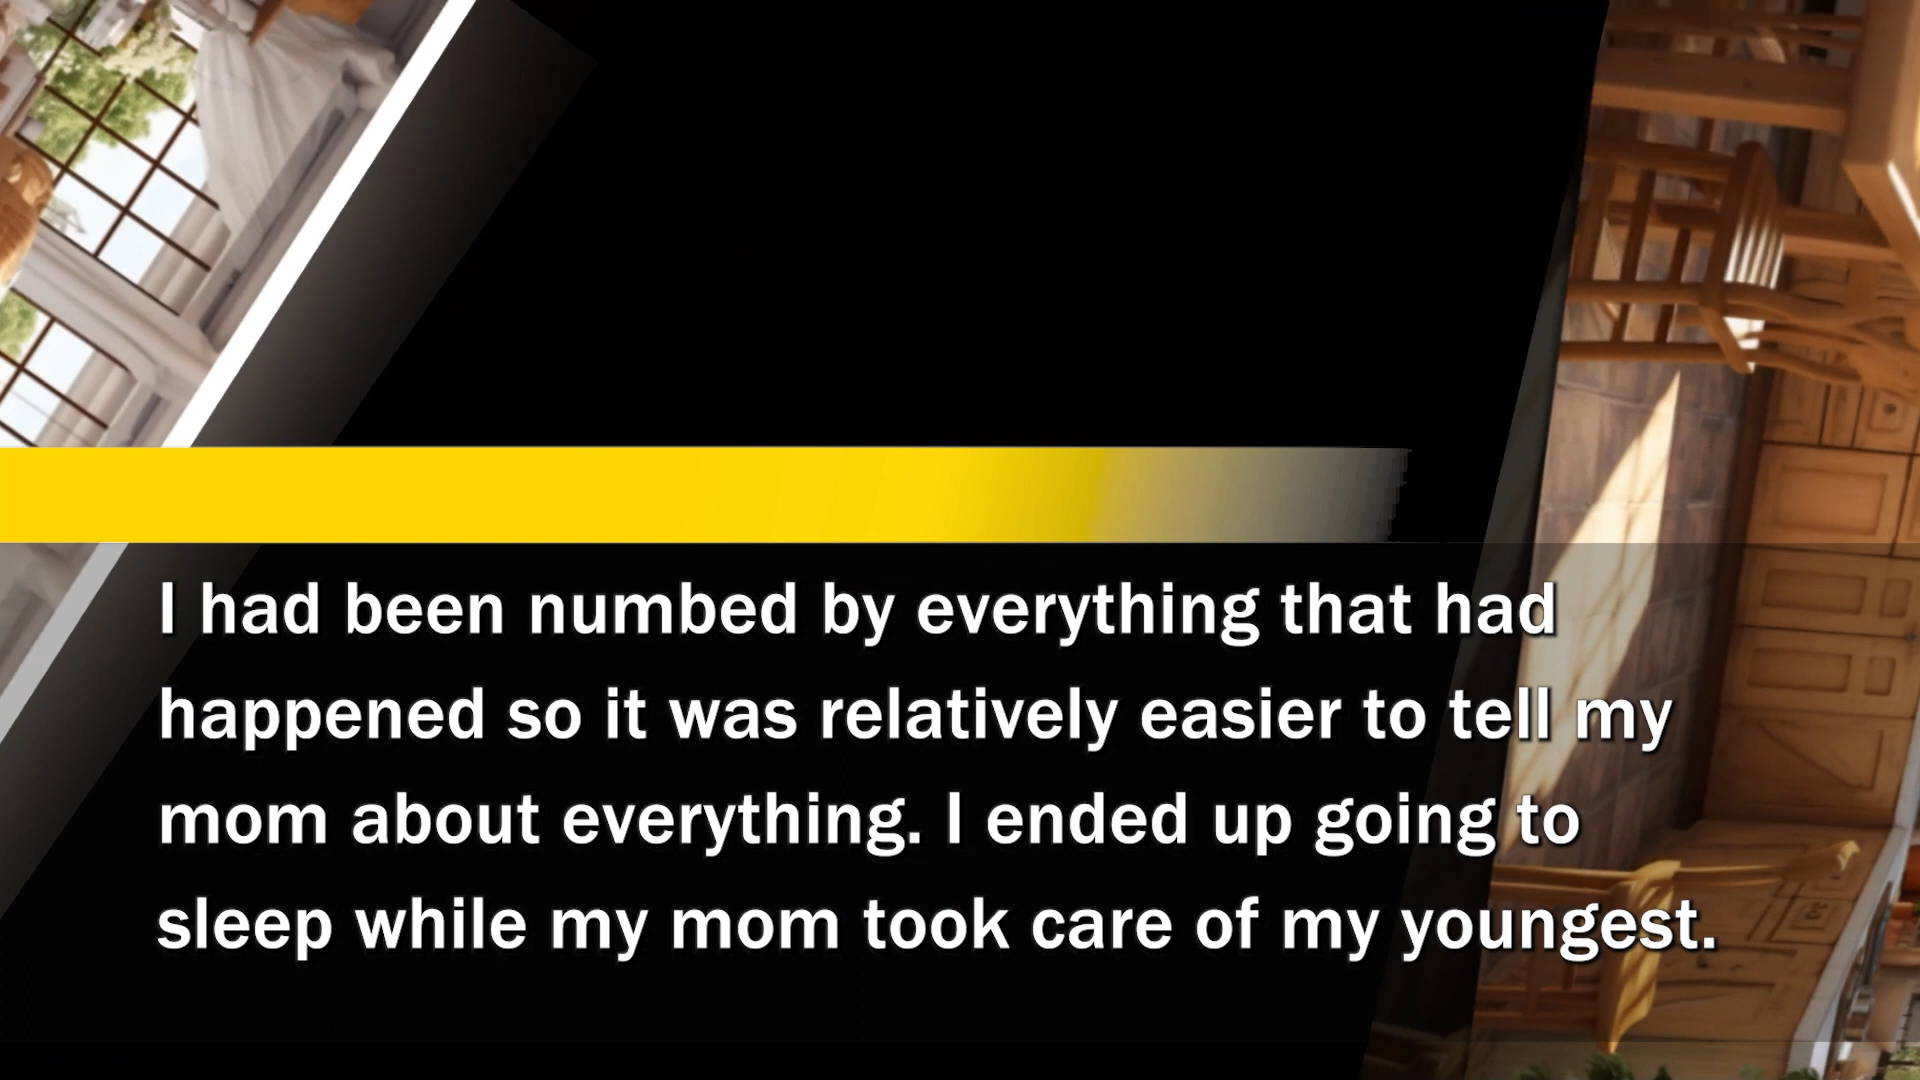 I had been numbed by everything that had
happened so it was relatively easier to tell my
mom about everything. I ended up going to
sleep while my mom took care of my youngest.